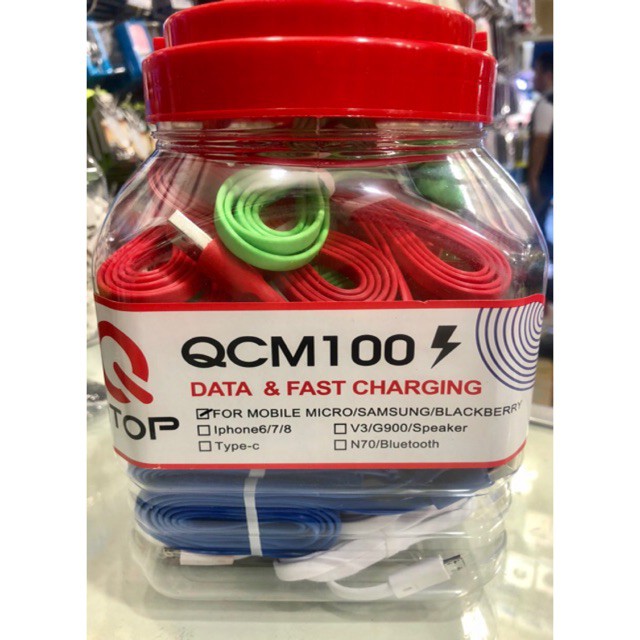 QCM100
DATA & FAST CHARGING
TOP
FOR MOBILE MICRO/SAMSUNG/BLACKBERRY
Iphone6/7/8
V3/G900/Speaker
Type-c
N70/Bluetooth